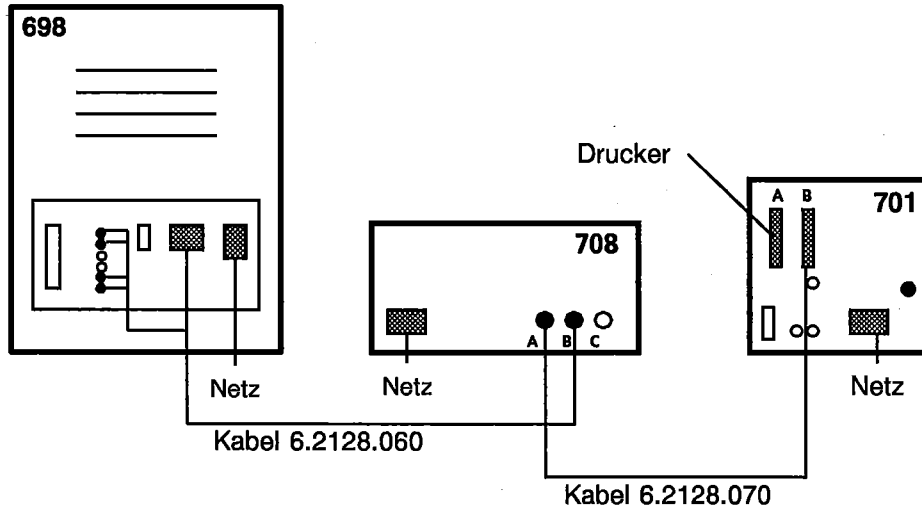 698
Drucker
A B
701
708
A B C
Netz
Netz
Netz
Kabel 6.2128.060
Kabel 6.2128.070